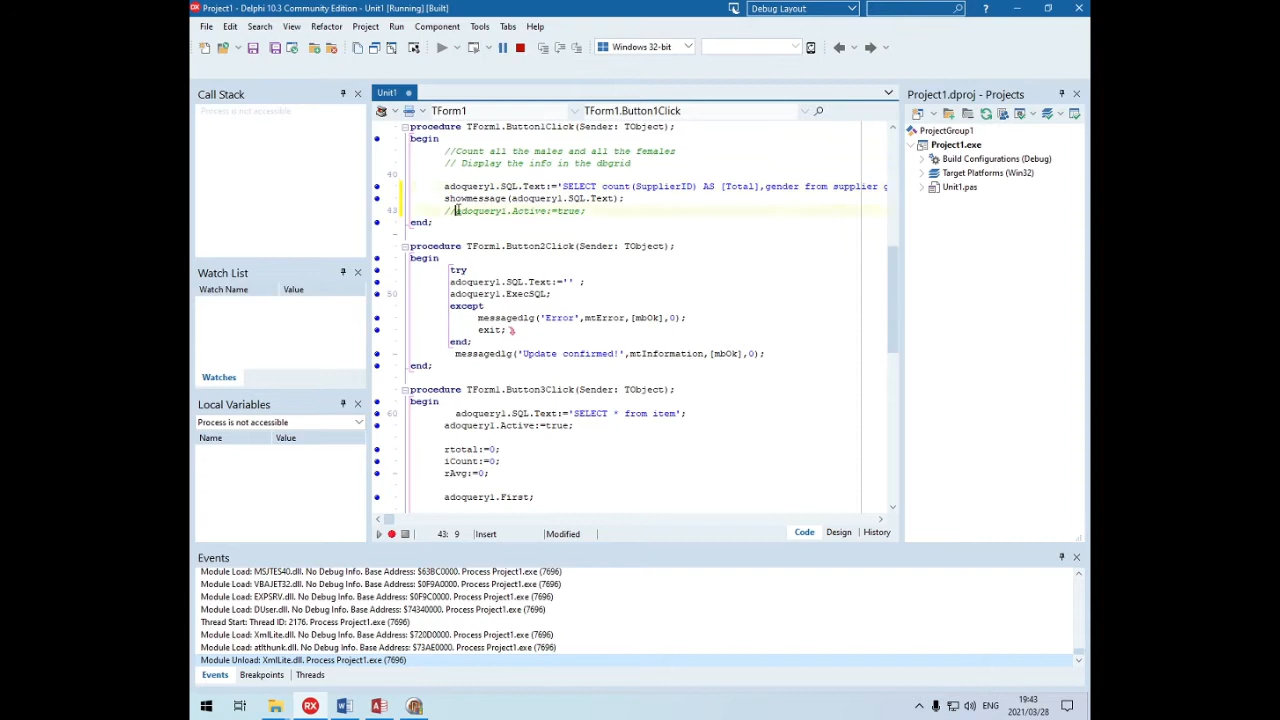 Project1 - Delphi 10.3 Community Edition - Unit1 [Running] [Built]
Debug Layout
?
File Edit Search View Refactor Project Run Component Tools Tabs Help
Windows 32-bit
Call Stack
Process is not accessible
Unit1
TForm1 TForm1.Button1Click
procedure TForm1.Button1Click(Sender: TObject);
begin
//Count all the males and all the females
// Display the info in the dbgrid
40
adoquery1.SQL.Text:='SELECT count(SupplierID) AS [Total],gender from supplier g
showmessage(adoquery1.SQL.Text);
43 //adoquery1.Active:=true;
end;
procedure TForm1.Button2Click(Sender: TObject);
begin
try
adoquery1.SQL.Text:='' ;
50 adoquery1.ExecSQL;
except
messagedlg('Error',mtError,[mbOk],0);
exit;
end;
messagedlg('Update confirmed!',mtInformation,[mbOk],0);
end;
procedure TForm1.Button3Click(Sender: TObject);
begin
60 adoquery1.SQL.Text:='SELECT * from item';
adoquery1.Active:=true;
rtotal:=0;
iCount:=0;
rAvg:=0;
adoquery1.First;
43: 9 Insert Modified Code Design History
Watch List
Watch Name Value
Watches
Local Variables
Process is not accessible
Name Value
Project1.dproj - Projects
ProjectGroup1
Project1.exe
Build Configurations (Debug)
Target Platforms (Win32)
Unit1.pas
Events
Module Load: MSJTES40.dll. No Debug Info. Base Address: $63BC0000. Process Project1.exe (7696)
Module Load: VBAJET32.dll. No Debug Info. Base Address: $0F9A0000. Process Project1.exe (7696)
Module Load: EXPSRV.dll. No Debug Info. Base Address: $0F9C0000. Process Project1.exe (7696)
Module Load: DUser.dll. No Debug Info. Base Address: $74340000. Process Project1.exe (7696)
Thread Start: Thread ID: 2176. Process Project1.exe (7696)
Module Load: XmlLite.dll. No Debug Info. Base Address: $720D0000. Process Project1.exe (7696)
Module Load: atlthunk.dll. No Debug Info. Base Address: $73AE0000. Process Project1.exe (7696)
Module Unload: XmlLite.dll. Process Project1.exe (7696)
Events Breakpoints Threads
RX
ENG
19:43
2021/03/28